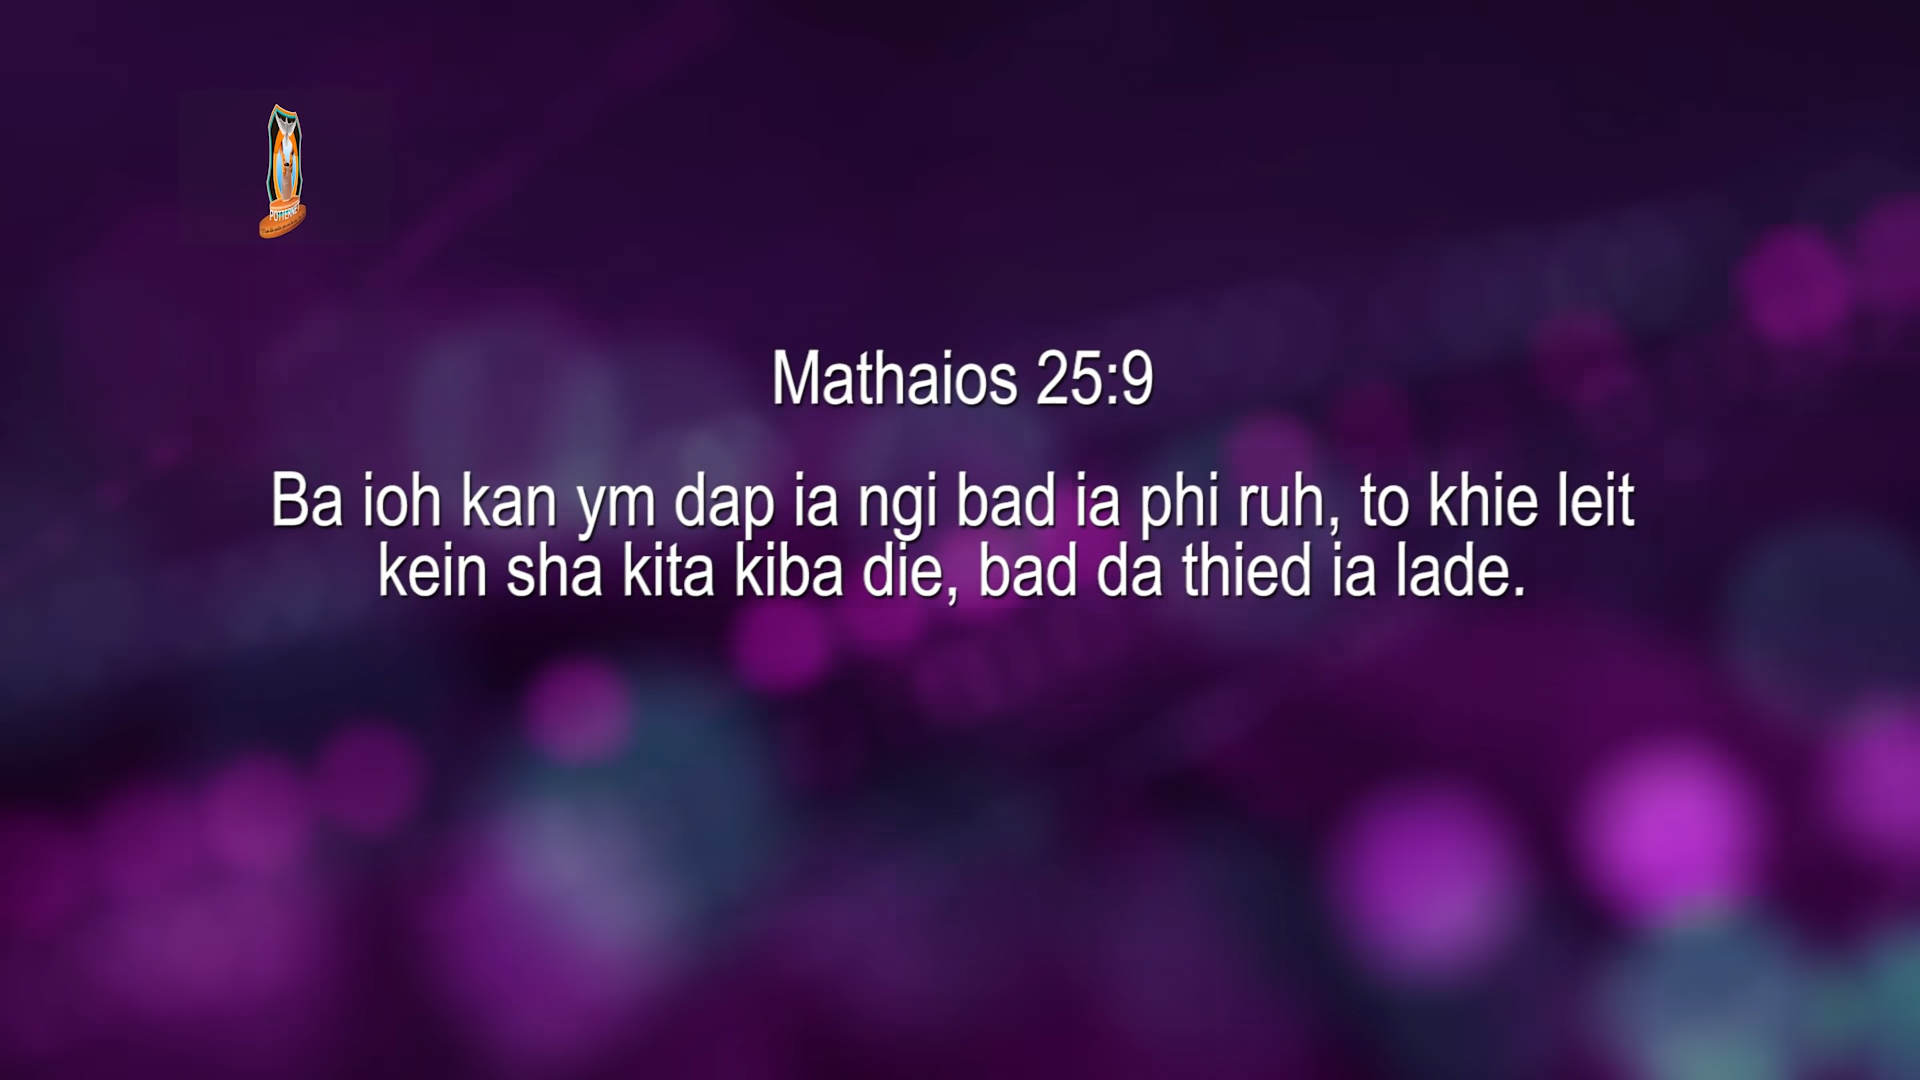 POTTERNET
Mathaios 25:9
Ba ioh kan ym dap ia ngi bad ia phi ruh, to khie leit
kein sha kita kiba die, bad da thied ia lade.